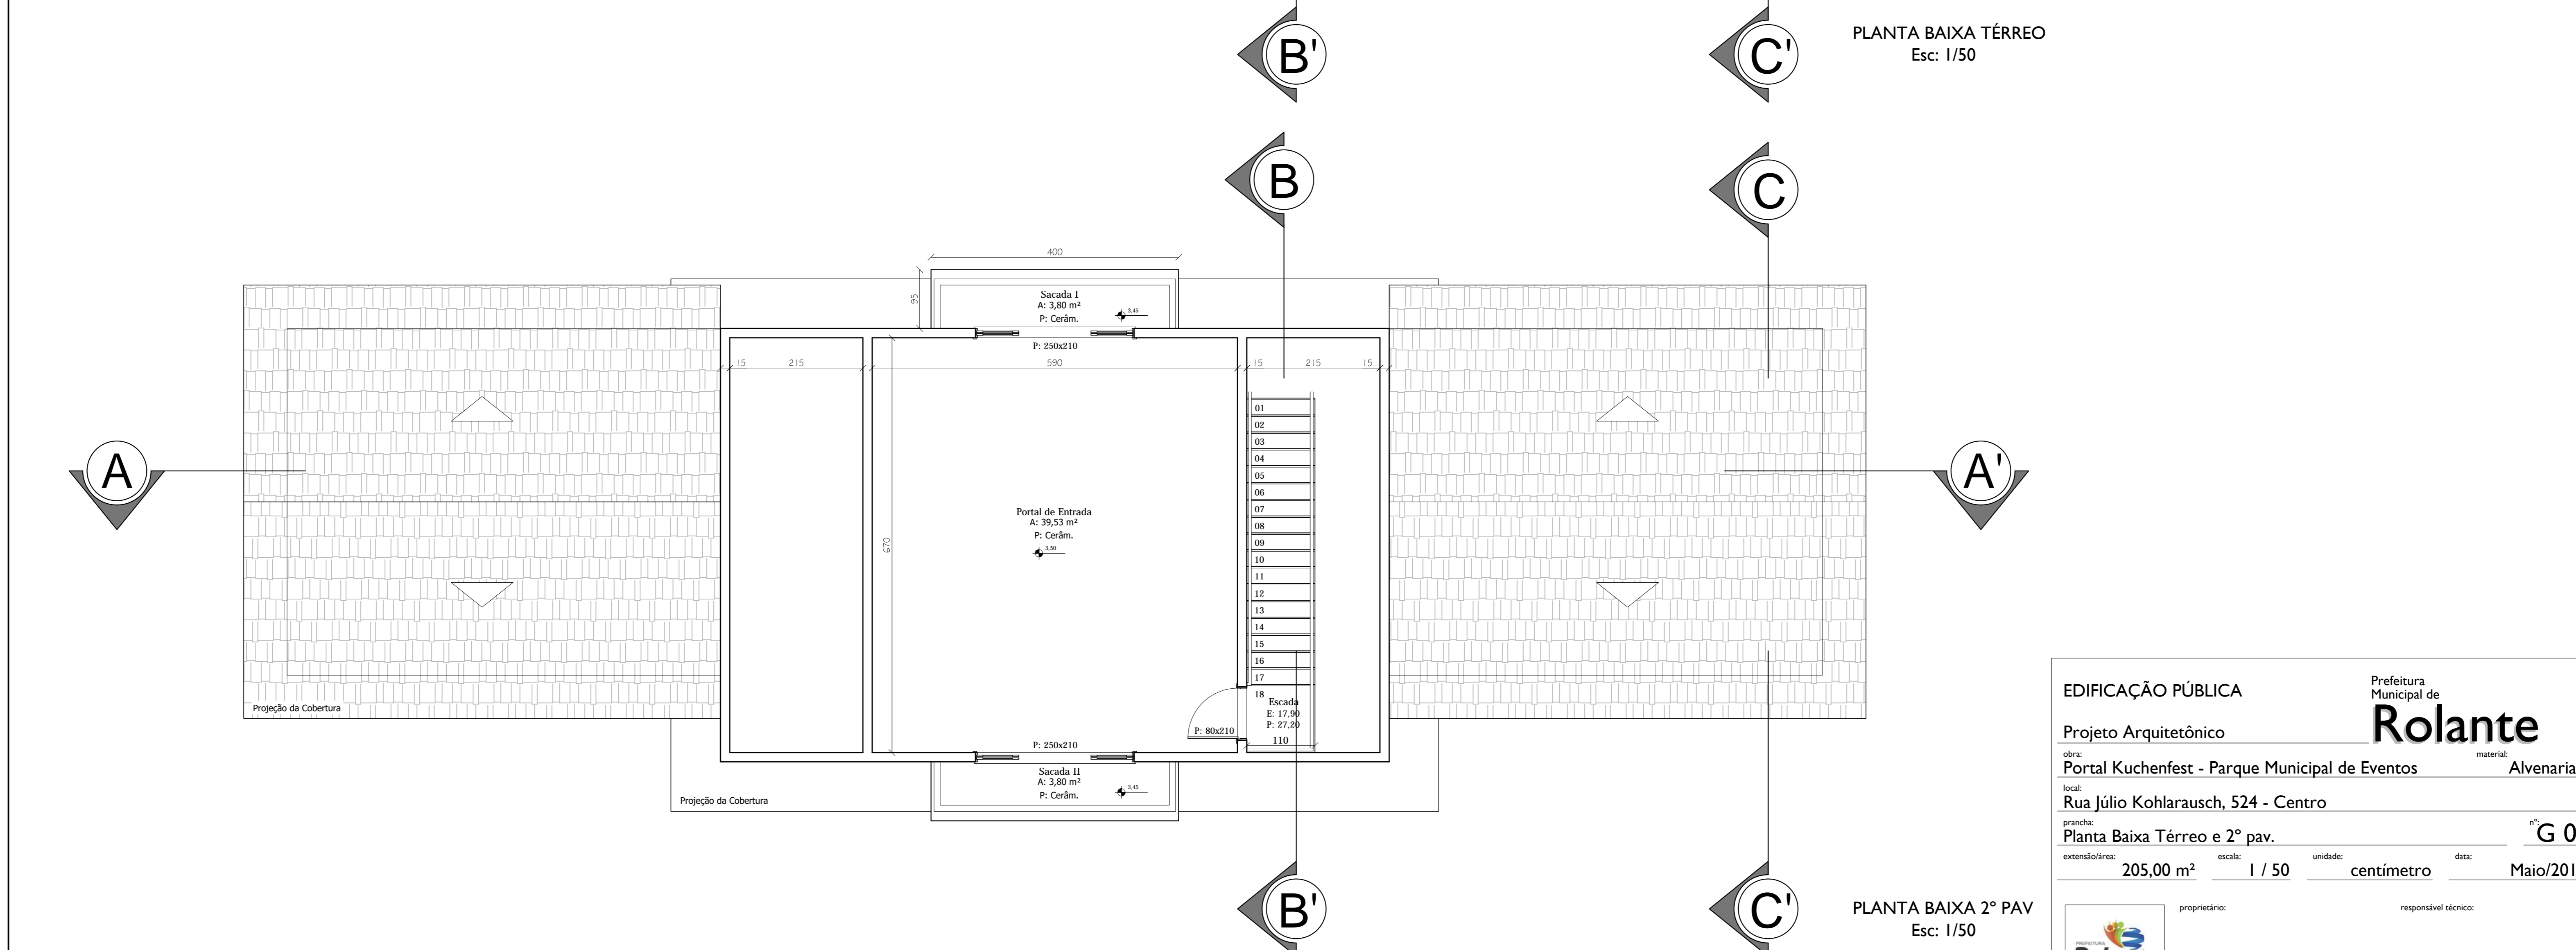 B'
C'
PLANTA BAIXA TÉRREO
Esc: 1/50
B
C
400
95
Sacada I
A: 3,80 m²
P: Cerâm.
3,45
P: 250x210
15
215
590
15
215
15
01
02
03
04
05
06
07
08
09
10
11
12
13
14
15
16
17
18
A
A'
Portal de Entrada
A: 39,53 m²
P: Cerâm.
3,50
670
Escada
E: 17,90
P: 27,20
110
P: 80x210
Projeção da Cobertura
P: 250x210
Sacada II
A: 3,80 m²
P: Cerâm.
3,45
Projeção da Cobertura
B'
C'
PLANTA BAIXA 2º PAV
Esc: 1/50
EDIFICAÇÃO PÚBLICA
Prefeitura
Municipal de
Rolante
Projeto Arquitetônico
obra:
material:
Portal Kuchenfest - Parque Municipal de Eventos
Alvenaria
local:
Rua Júlio Kohlarausch, 524 - Centro
prancha:
nº:
Planta Baixa Térreo e 2º pav.
G 0
extensão/área:
escala:
unidade:
data:
205,00 m²
1 / 50
centímetro
Maio/201
proprietário:
responsável técnico:
PREFEITURA